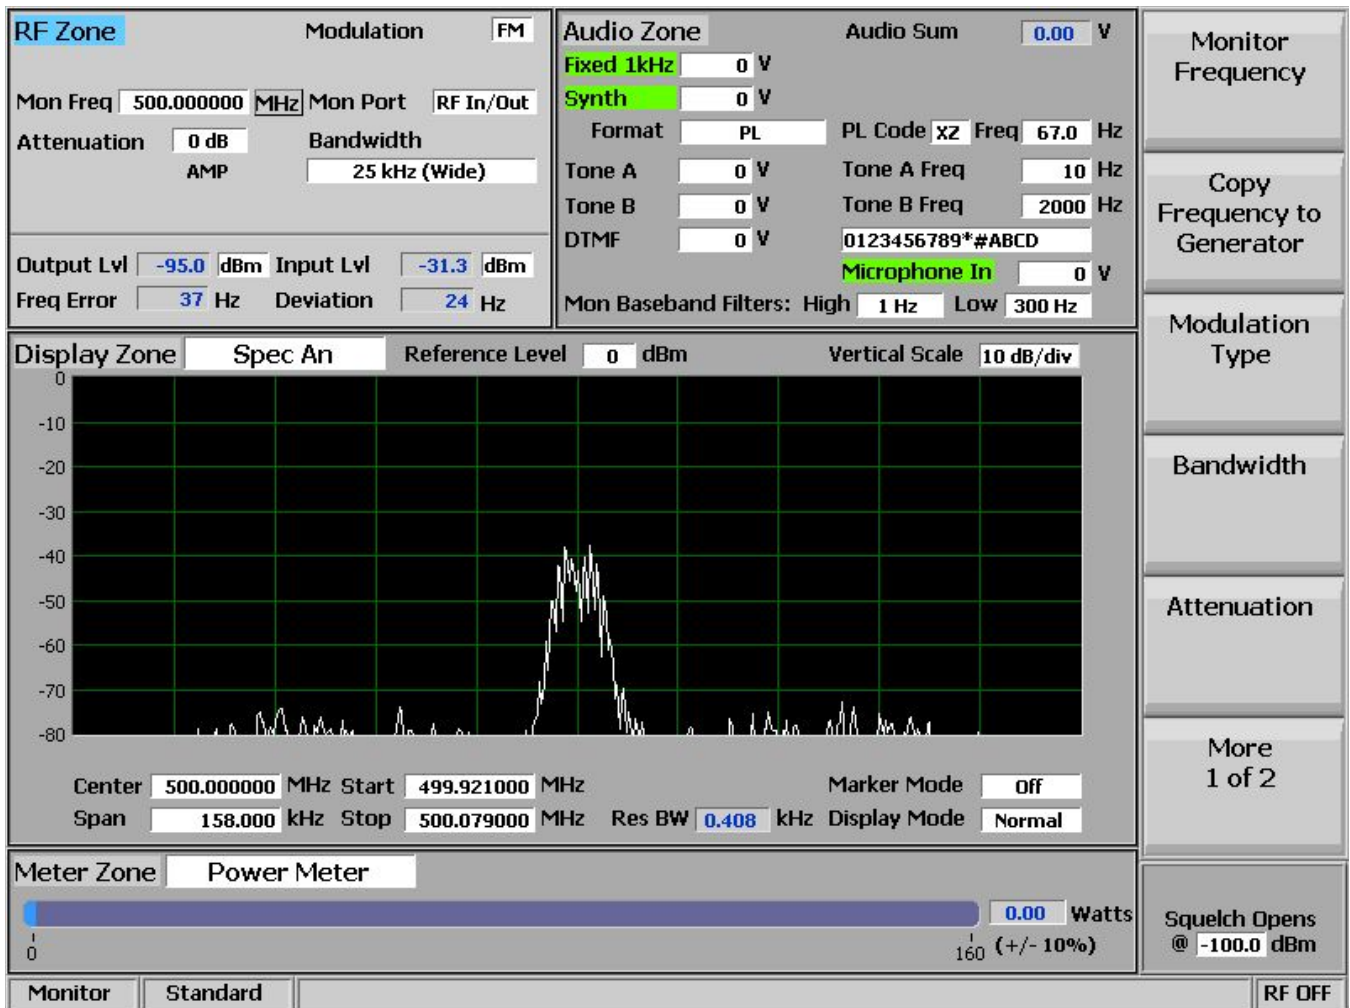 RF Zone Modulation FM
Mon Freq 500.000000 MHz Mon Port RF In/Out
Attenuation 0 dB Bandwidth
AMP 25 kHz (Wide)
Output Lvl -95.0 dBm Input Lvl -31.3 dBm
Freq Error 37 Hz Deviation 24 Hz
Audio Zone Audio Sum 0.00 V
Fixed 1kHz 0 V
Synth 0 V
Format PL PL Code XZ Freq 67.0 Hz
Tone A 0 V Tone A Freq 10 Hz
Tone B 0 V Tone B Freq 2000 Hz
DTMF 0 V 0123456789*#ABCD
Microphone In 0 V
Mon Baseband Filters: High 1 Hz Low 300 Hz
Display Zone Spec An Reference Level 0 dBm Vertical Scale 10 dB/div
0
-10
-20
-30
-40
-50
-60
-70
-80
Center 500.000000 MHz Start 499.921000 MHz Marker Mode Off
Span 158.000 kHz Stop 500.079000 MHz Res BW 0.408 kHz Display Mode Normal
Meter Zone Power Meter
0.00 Watts
0 160 (+/- 10%)
Monitor
Frequency
Copy
Frequency to
Generator
Modulation
Type
Bandwidth
Attenuation
More
1 of 2
Squelch Opens
@ -100.0 dBm
Monitor Standard RF OFF